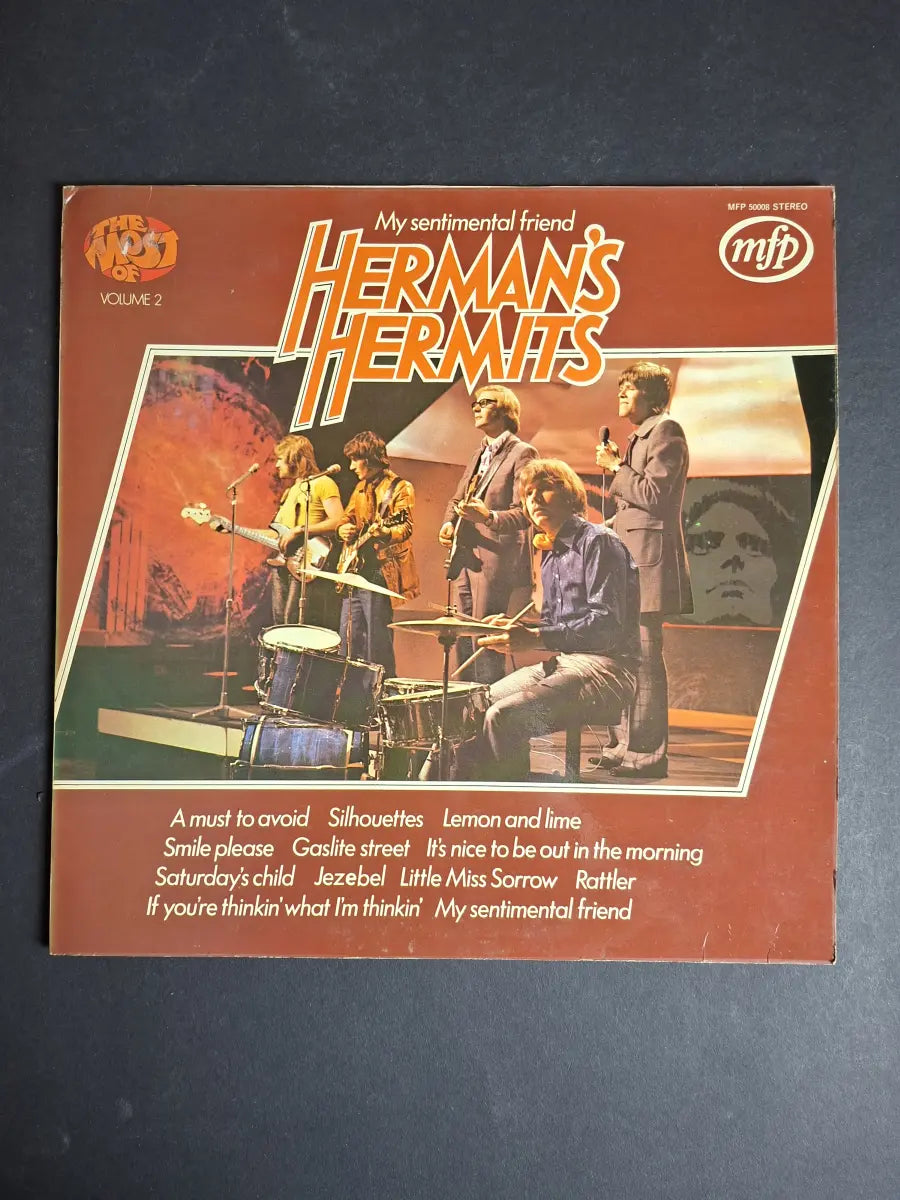 MFP 50008 STEREO
THE
MOST
OF
VOLUME 2
My sentimental friend
HERMAN'S
HERMITS
mfp
A must to avoid Silhouettes Lemon and lime
Smile please Gaslite street It's nice to be out in the morning
Saturday's child Jezebel Little Miss Sorrow Rattler
If you're thinkin' what I'm thinkin' My sentimental friend